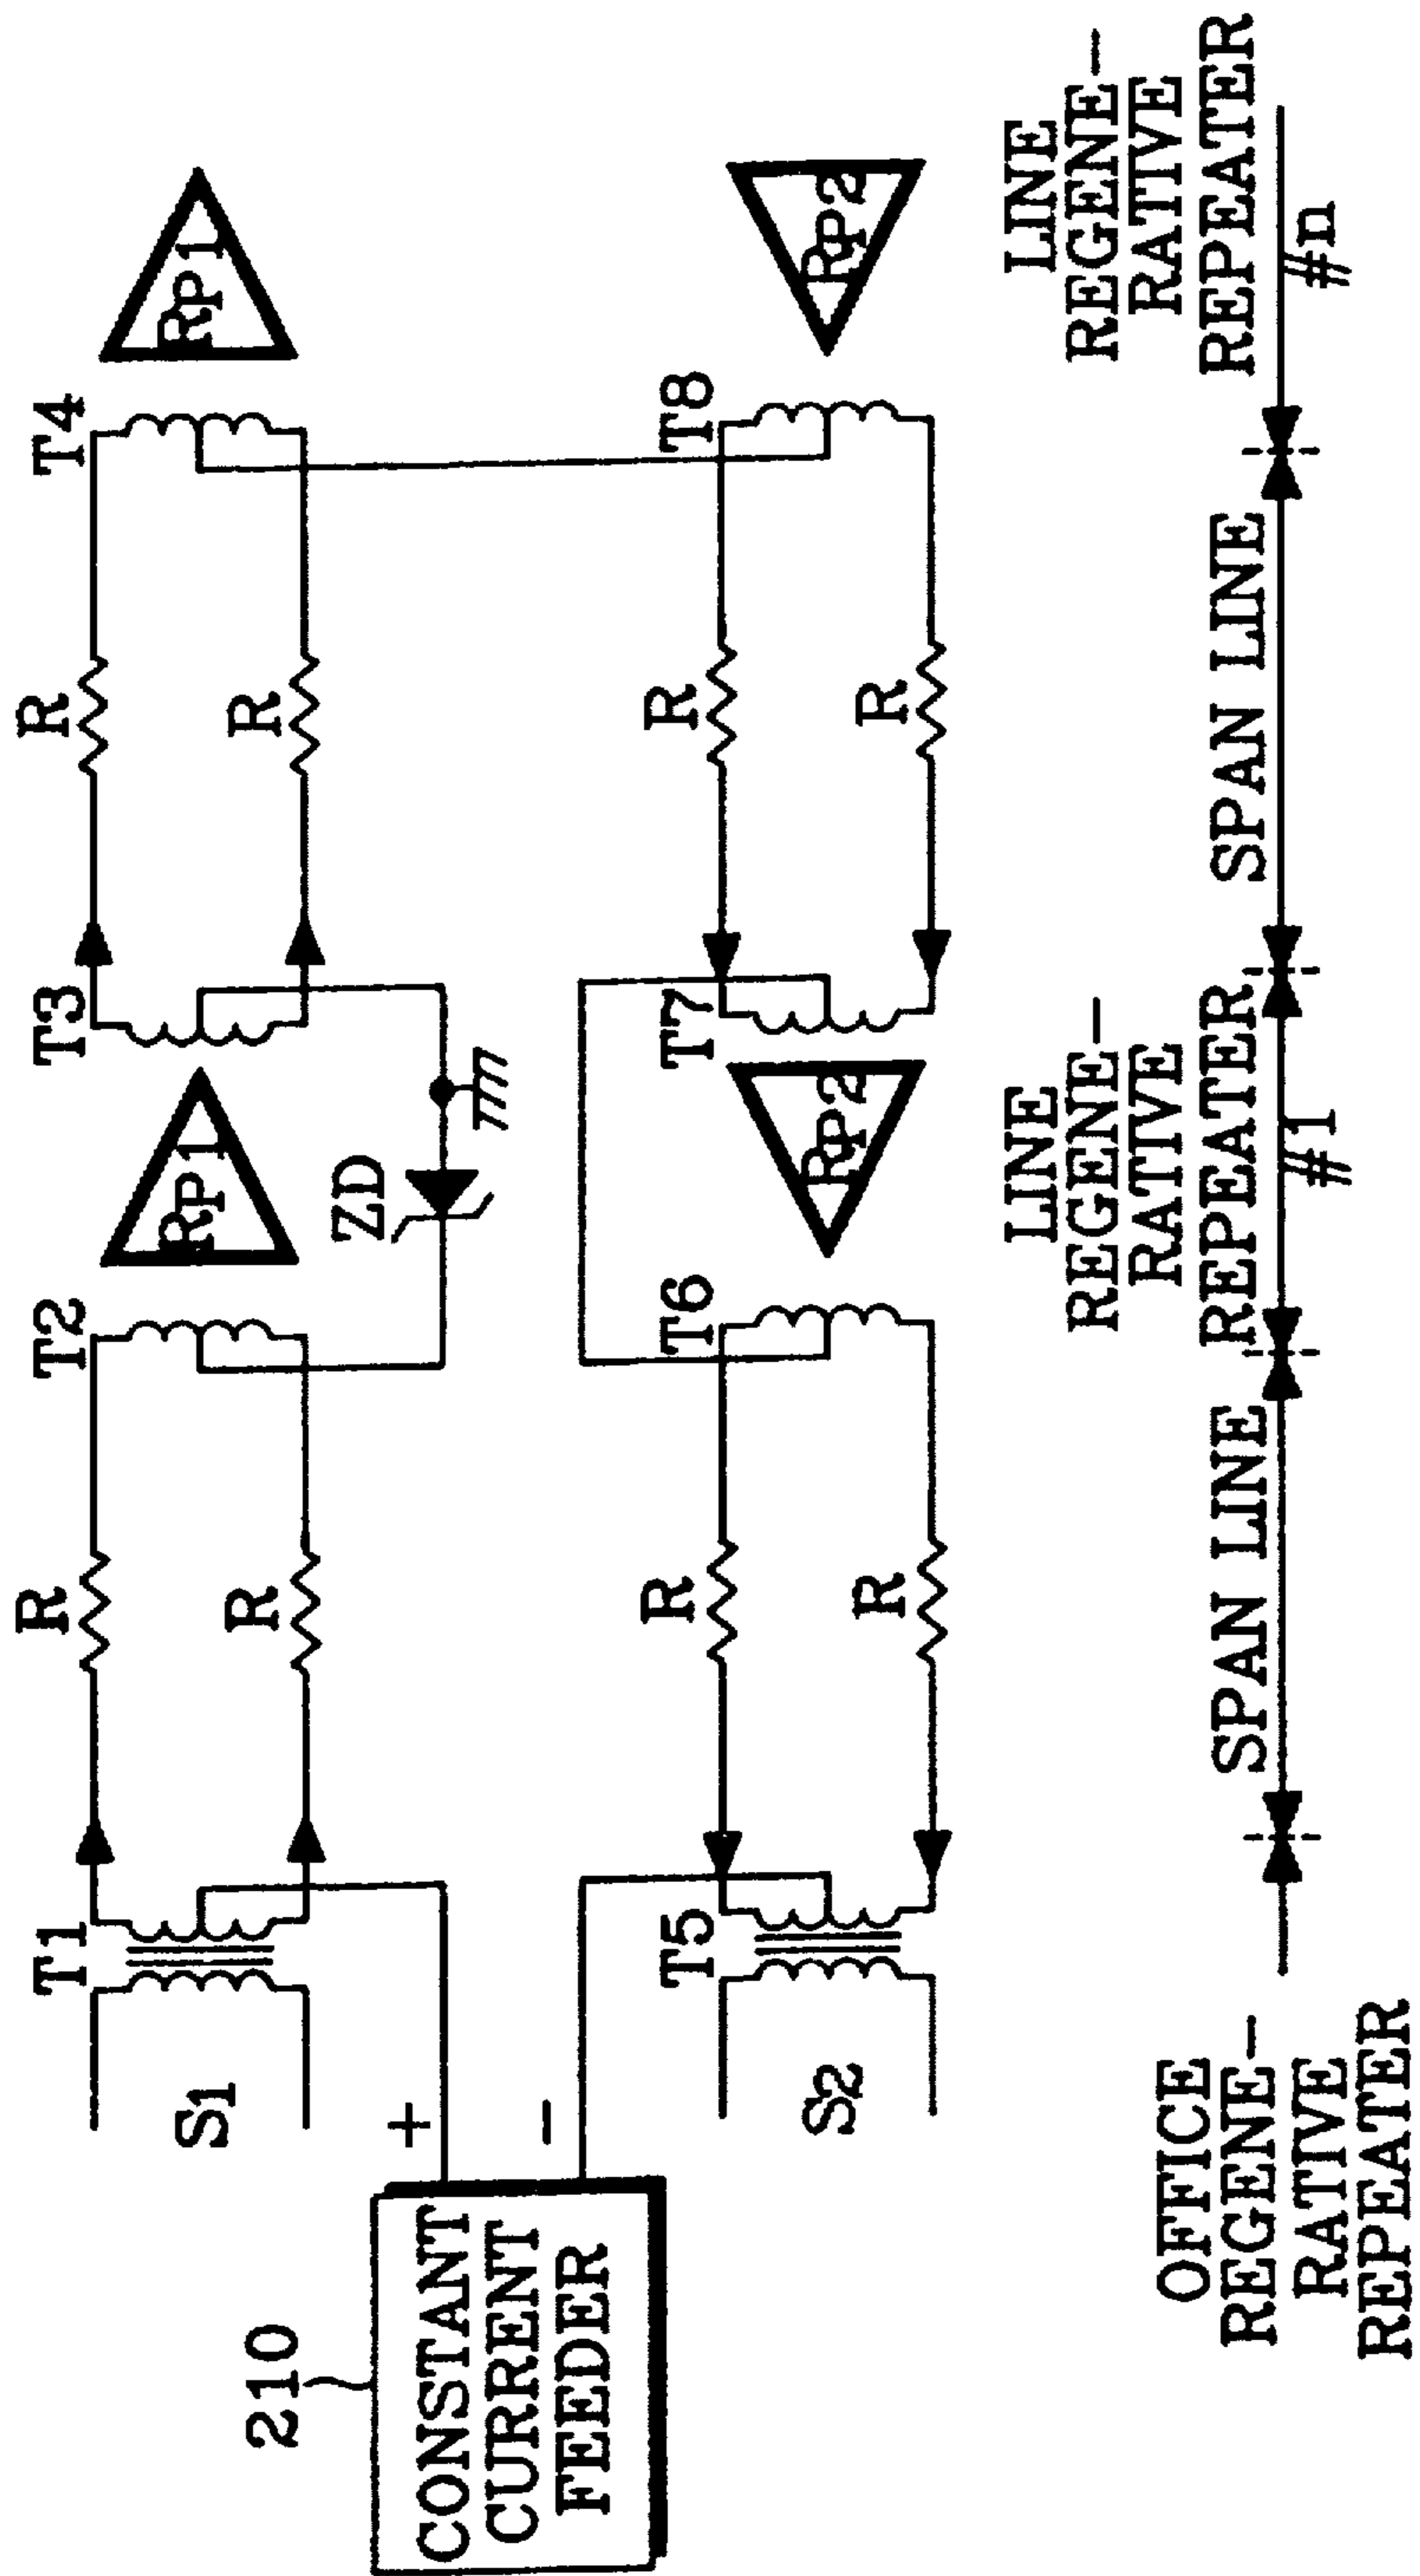 T1
R
T2
T3
R
T4
S1
RP1
RP1
R
R
+
ZD
210
CONSTANT
CURRENT
FEEDER
-
T5
R
T6
T7
R
T8
S2
RP2
RP2
R
R
OFFICE
REGENE-
RATIVE
REPEATER
SPAN LINE
LINE
REGENE-
RATIVE
REPEATER
#1
SPAN LINE
LINE
REGENE-
RATIVE
REPEATER
#n